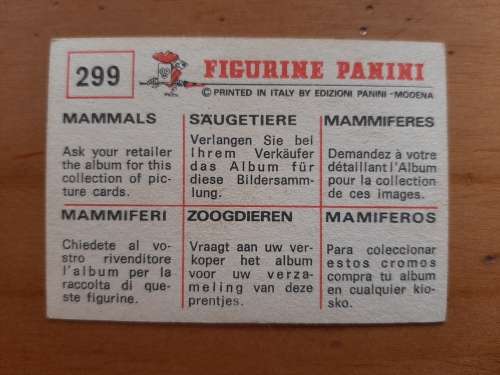 299
FIGURINE PANINI
© PRINTED IN ITALY BY EDIZIONI PANINI - MODENA
MAMMALS
Ask your retailer
the album for this
collection of pic-
ture cards.
SÄUGETIERE
Verlangen Sie bei
Ihrem Verkäufer
das Album für
diese Bildersamm-
lung.
MAMMIFERES
Demandez à votre
détaillant l'Album
pour la collection
de ces images.
MAMMIFERI
Chiedete al vo-
stro rivenditore
l'album per la
raccolta di que-
ste figurine.
ZOOGDIEREN
Vraagt aan uw ver-
koper het album
voor uw verza-
meling van deze
prentjes.
MAMIFEROS
Para coleccionar
estos cromos
compra tu album
en cualquier kio-
sko.